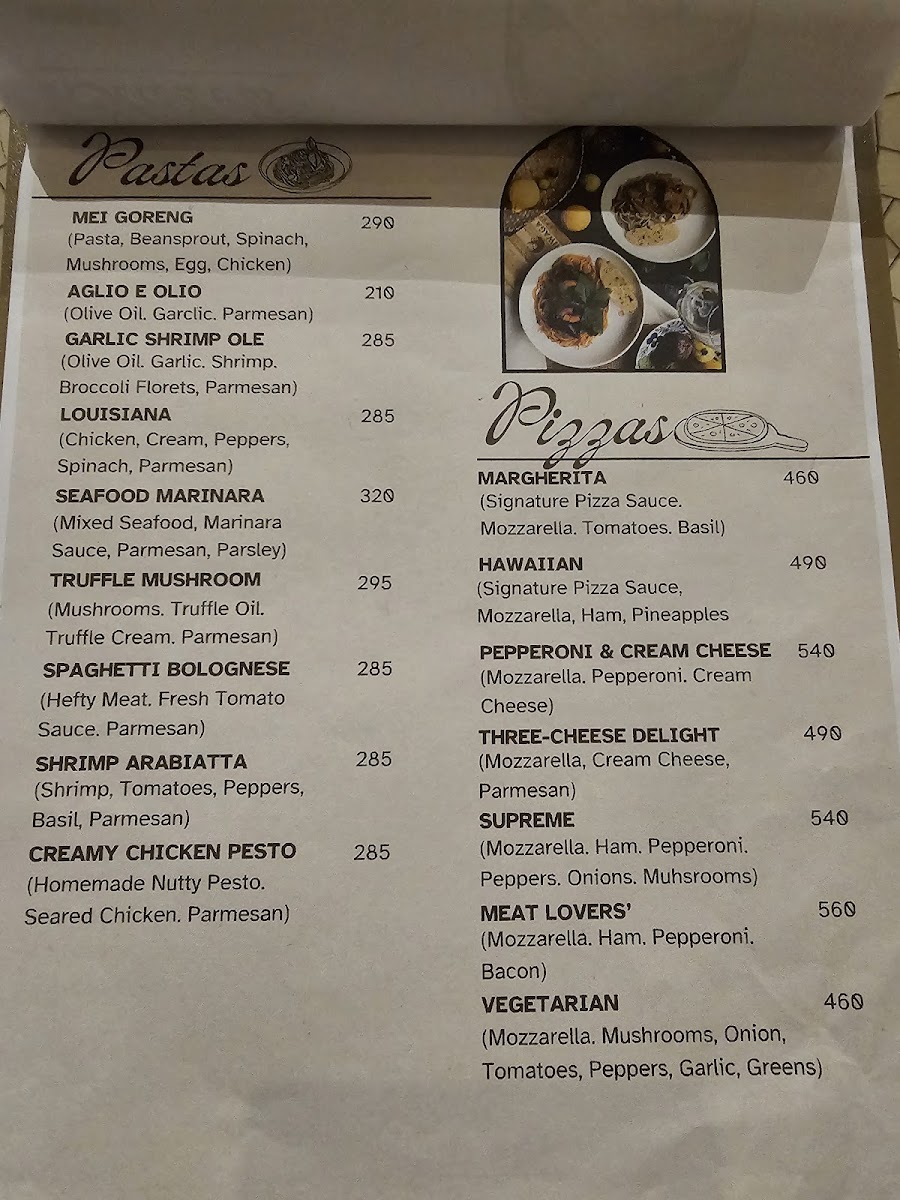 Pastas
MEI GORENG 290
(Pasta, Beansprout, Spinach,
Mushrooms, Egg, Chicken)
AGLIO E OLIO 210
(Olive Oil. Garclic. Parmesan)
GARLIC SHRIMP OLE 285
(Olive Oil. Garlic. Shrimp.
Broccoli Florets, Parmesan)
LOUISIANA 285
(Chicken, Cream, Peppers,
Spinach, Parmesan)
SEAFOOD MARINARA 320
(Mixed Seafood, Marinara
Sauce, Parmesan, Parsley)
TRUFFLE MUSHROOM 295
(Mushrooms. Truffle Oil.
Truffle Cream. Parmesan)
SPAGHETTI BOLOGNESE 285
(Hefty Meat. Fresh Tomato
Sauce. Parmesan)
SHRIMP ARABIATTA 285
(Shrimp, Tomatoes, Peppers,
Basil, Parmesan)
CREAMY CHICKEN PESTO 285
(Homemade Nutty Pesto.
Seared Chicken. Parmesan)
Pizzas
MARGHERITA 460
(Signature Pizza Sauce.
Mozzarella. Tomatoes. Basil)
HAWAIIAN 490
(Signature Pizza Sauce,
Mozzarella, Ham, Pineapples
PEPPERONI & CREAM CHEESE 540
(Mozzarella. Pepperoni. Cream
Cheese)
THREE-CHEESE DELIGHT 490
(Mozzarella, Cream Cheese,
Parmesan)
SUPREME 540
(Mozzarella. Ham. Pepperoni.
Peppers. Onions. Muhsrooms)
MEAT LOVERS' 560
(Mozzarella. Ham. Pepperoni.
Bacon)
VEGETARIAN 460
(Mozzarella. Mushrooms, Onion,
Tomatoes, Peppers, Garlic, Greens)